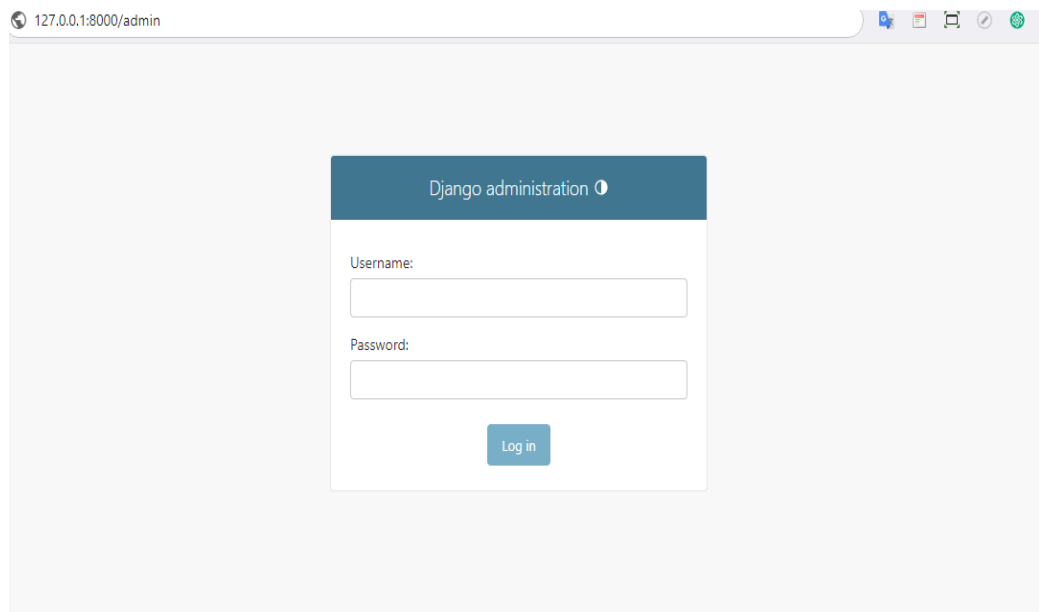 127.0.0.1:8000/admin
Django administration
Username:
Password:
Log in